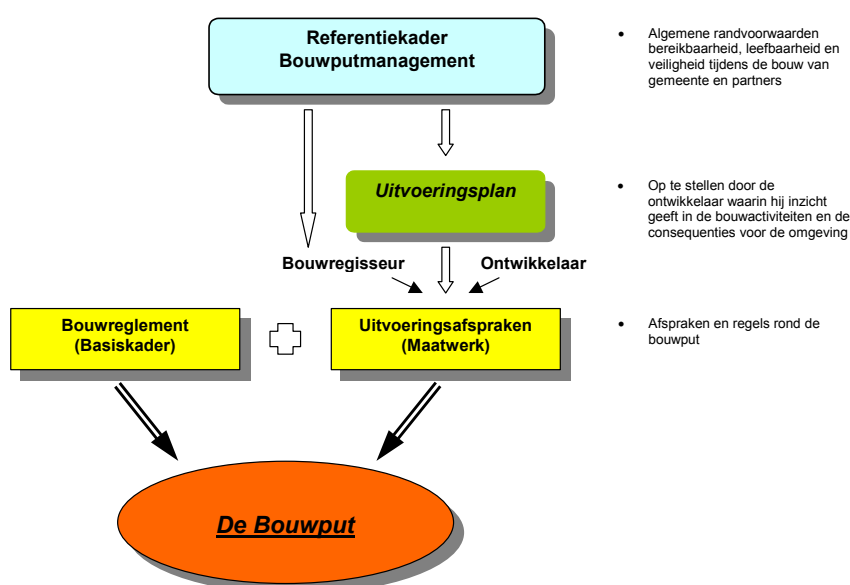 Referentiekader
Bouwputmanagement
• Algemene randvoorwaarden
bereikbaarheid, leefbaarheid en
veiligheid tijdens de bouw van
gemeente en partners
Uitvoeringsplan
• Op te stellen door de
ontwikkelaar waarin hij inzicht
geeft in de bouwactiviteiten en de
consequenties voor de omgeving
Bouwregisseur
Ontwikkelaar
Bouwreglement
(Basiskader)
Uitvoeringsafspraken
(Maatwerk)
• Afspraken en regels rond de
bouwput
De Bouwput